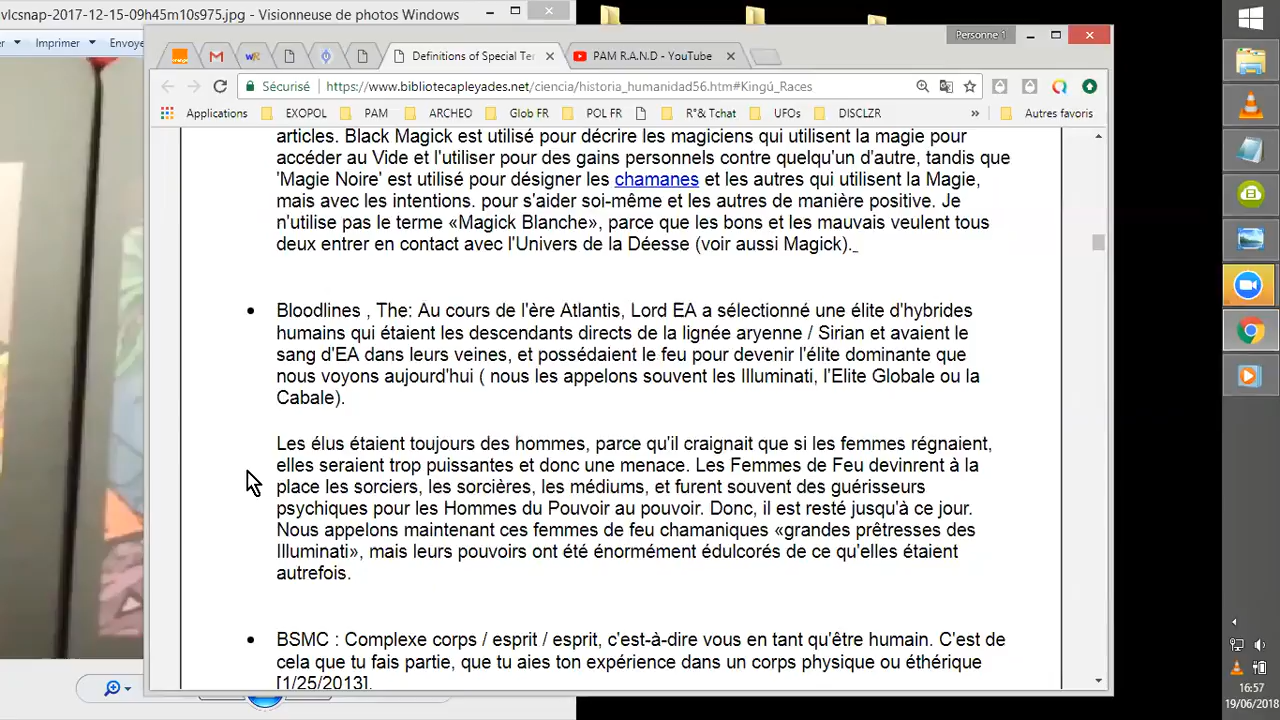 vlcsnap-2017-12-15-09h45m10s975.jpg - Visionneuse de photos Windows
Imprimer
Envoye
Personne 1
Definitions of Special Ter
PAM R.A.N.D - YouTube
Sécurisé
https://www.bibliotecapleyades.net/ciencia/historia_humanidad56.htm#Kingú_Races
Applications
EXOPOL
PAM
ARCH
Glob FR
POL FR
R°& Tchat
UFOs
DISCLZR
»
Autres favoris
articles. Black Magick est utilisé pour décrire les magiciens qui utilisent la magie pour
accéder au Vide et l'utiliser pour des gains personnels contre quelqu'un d'autre, tandis que
'Magie Noire' est utilisé pour désigner les chamanes et les autres qui utilisent la Magie,
mais avec les intentions. pour s'aider soi-même et les autres de manière positive. Je
n'utilise pas le terme «Magick Blanche», parce que les bons et les mauvais veulent tous
deux entrer en contact avec l'Univers de la Déesse (voir aussi Magick).
• Bloodlines , The: Au cours de l'ère Atlantis, Lord EA a sélectionné une élite d'hybrides
humains qui étaient les descendants directs de la lignée aryenne / Sirian et avaient le
sang d'EA dans leurs veines, et possédaient le feu pour devenir l'élite dominante que
nous voyons aujourd'hui ( nous les appelons souvent les Illuminati, l'Elite Globale ou la
Cabale).
Les élus étaient toujours des hommes, parce qu'il craignait que si les femmes régnaient,
elles seraient trop puissantes et donc une menace. Les Femmes de Feu devinrent à la
place les sorciers, les sorcières, les médiums, et furent souvent des guérisseurs
psychiques pour les Hommes du Pouvoir au pouvoir. Donc, il est resté jusqu'à ce jour.
Nous appelons maintenant ces femmes de feu chamaniques «grandes prêtresses des
Illuminati», mais leurs pouvoirs ont été énormément édulcorés de ce qu'elles étaient
autrefois.
• BSMC : Complexe corps / esprit / esprit, c'est-à-dire vous en tant qu'être humain. C'est de
cela que tu fais partie, que tu aies ton expérience dans un corps physique ou éthérique
[1/25/2013].
16:57
19/06/2018